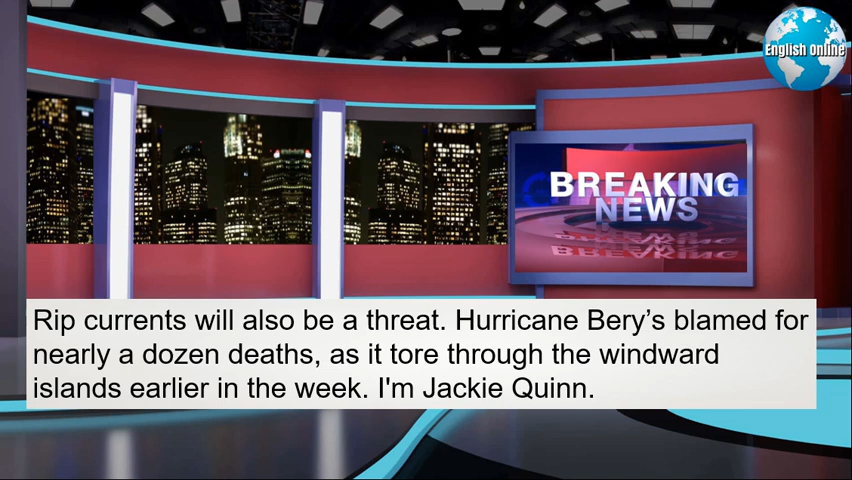 English Online
BREAKING
NEWS
Rip currents will also be a threat. Hurricane Bery’s blamed for
nearly a dozen deaths, as it tore through the windward
islands earlier in the week. I'm Jackie Quinn.